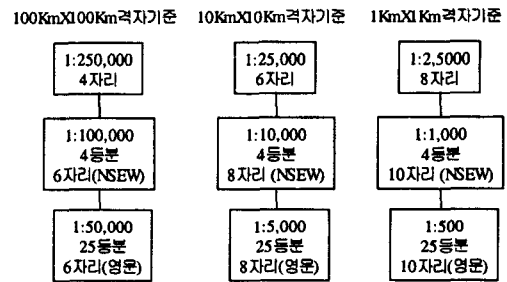 100KmX100Km격자기준
10KmX10Km격자기준
1KmX1Km격자기준
1:250,000
4자리
1:25,000
6자리
1:2,5000
8자리
1:100,000
4등분
6자리(NSEW)
1:10,000
4등분
8자리 (NSEW)
1:1,000
4등분
10자리 (NSEW)
1:50,000
25등분
6자리(영문)
1:5,000
25등분
8자리(영문)
1:500
25등분
10자리(영문)